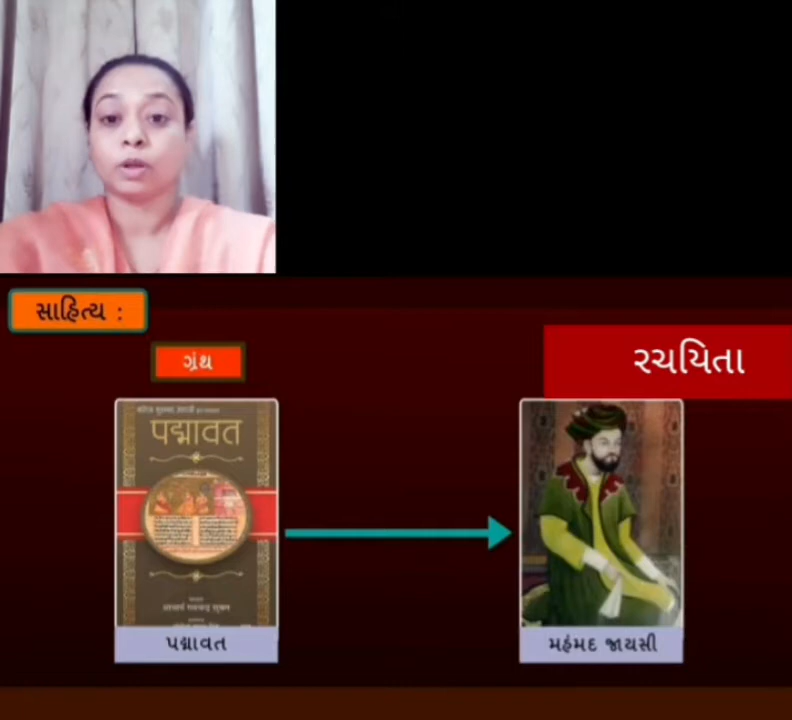 સાહિત્ય :
ગ્રંથ
રચયિતા
पद्मावत
પદ્માવત
મહંમદ જાયસી